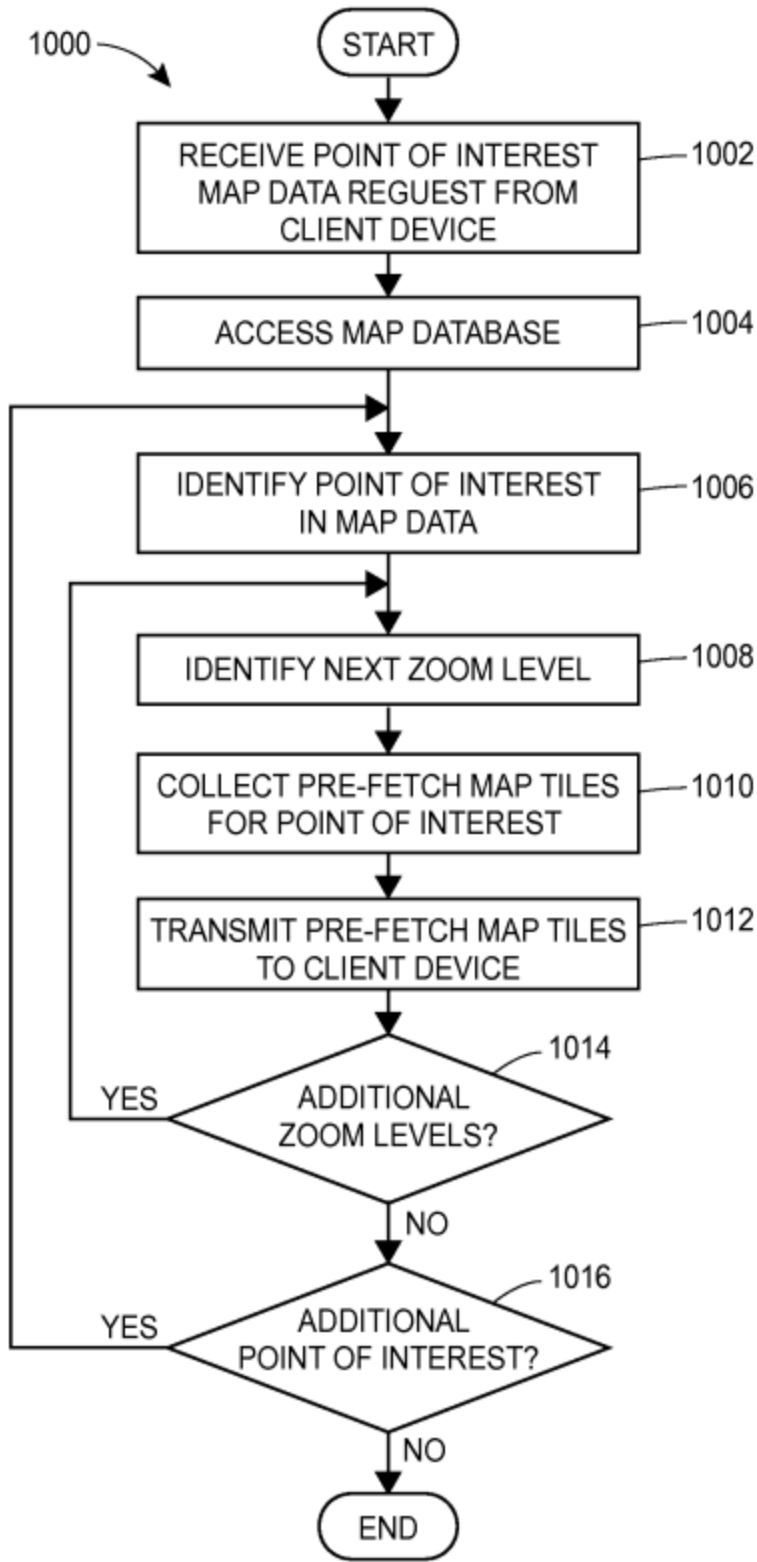 1000
START
RECEIVE POINT OF INTEREST
MAP DATA REGUEST FROM
CLIENT DEVICE
1002
ACCESS MAP DATABASE
1004
IDENTIFY POINT OF INTEREST
IN MAP DATA
1006
IDENTIFY NEXT ZOOM LEVEL
1008
COLLECT PRE-FETCH MAP TILES
FOR POINT OF INTEREST
1010
TRANSMIT PRE-FETCH MAP TILES
TO CLIENT DEVICE
1012
1014
YES
ADDITIONAL
ZOOM LEVELS?
NO
1016
YES
ADDITIONAL
POINT OF INTEREST?
NO
END